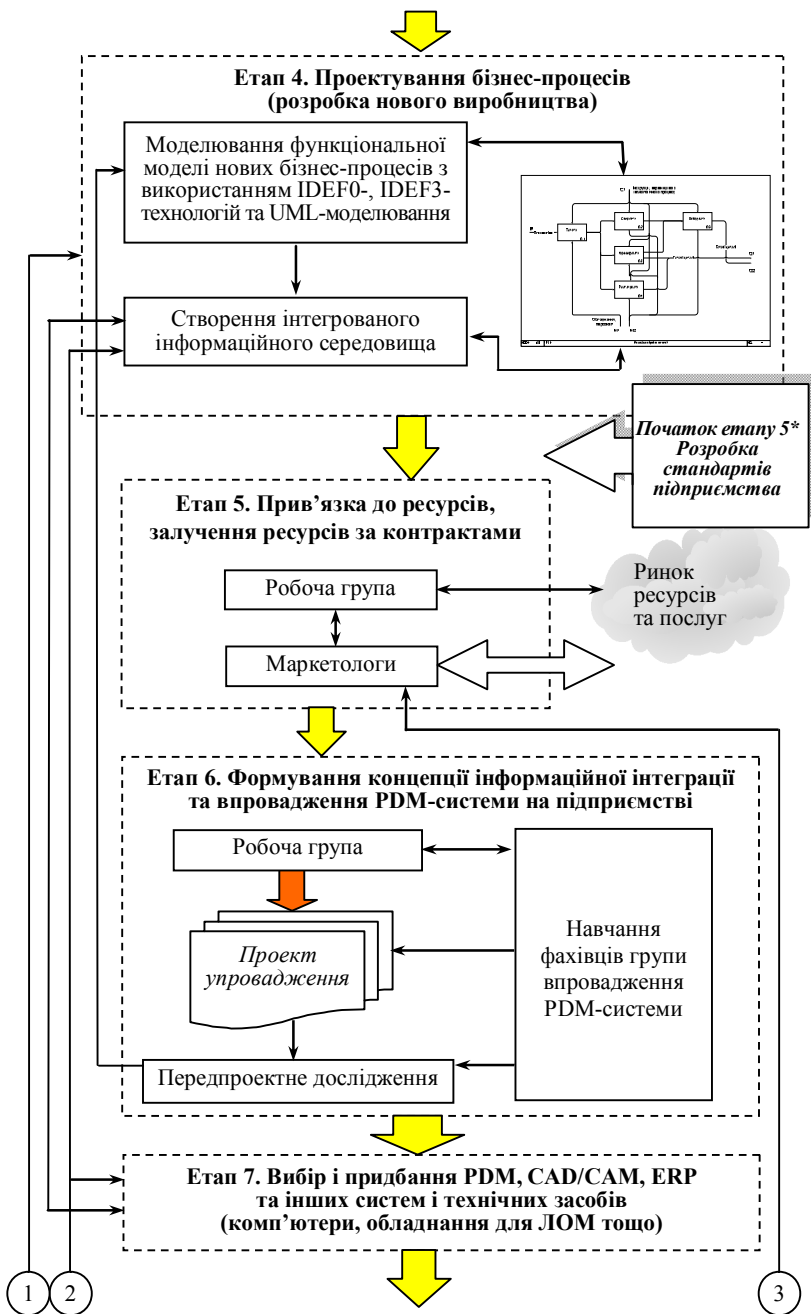 Етап 4. Проектування бізнес-процесів
(розробка нового виробництва)
Моделювання функціональної
моделі нових бізнес-процесів з
використанням IDEF0-, IDEF3-
технологій та UML-моделювання
Створення інтегрованого
інформаційного середовища
Початок етапу 5*
Розробка
стандартів
підприємства
Етап 5. Прив’язка до ресурсів,
залучення ресурсів за контрактами
Робоча група
Маркетологи
Ринок
ресурсів
та послуг
Етап 6. Формування концепції інформаційної інтеграції
та впровадження PDM-системи на підприємстві
Робоча група
Проект
упровадження
Передпроектне дослідження
Навчання
фахівців групи
впровадження
PDM-системи
Етап 7. Вибір і придбання PDM, CAD/CAM, ERP
та інших систем і технічних засобів
(комп’ютери, обладнання для ЛОМ тощо)
1
2
3